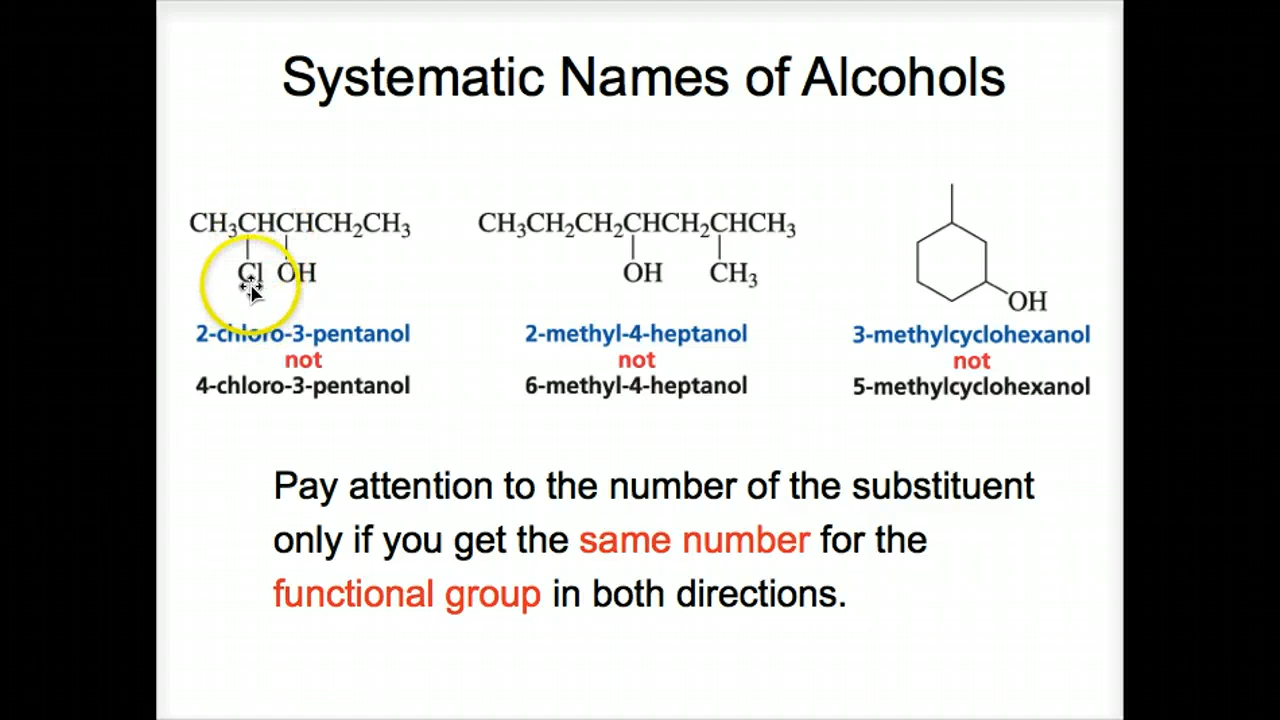 Systematic Names of Alcohols
CH₃CHCHCH₂CH₃
Cl OH
2-chloro-3-pentanol
not
4-chloro-3-pentanol
CH₃CH₂CH₂CHCH₂CHCH₃
OH CH₃
2-methyl-4-heptanol
not
6-methyl-4-heptanol
OH
3-methylcyclohexanol
not
5-methylcyclohexanol
Pay attention to the number of the substituent
only if you get the same number for the
functional group in both directions.